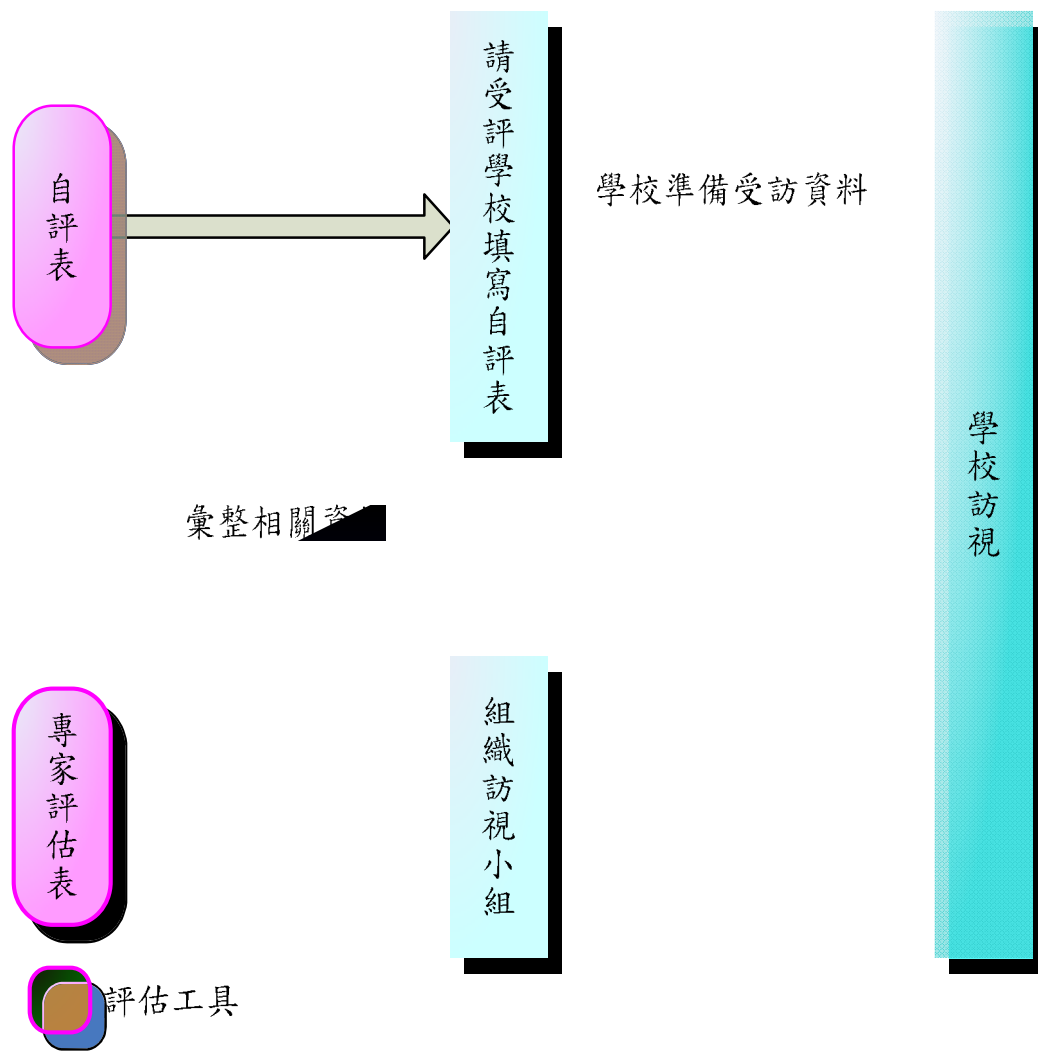 自評表
請受評學校填寫自評表
學校準備受訪資料
學校訪視
彙整相關資
專家評估表
組織訪視小組
評估工具